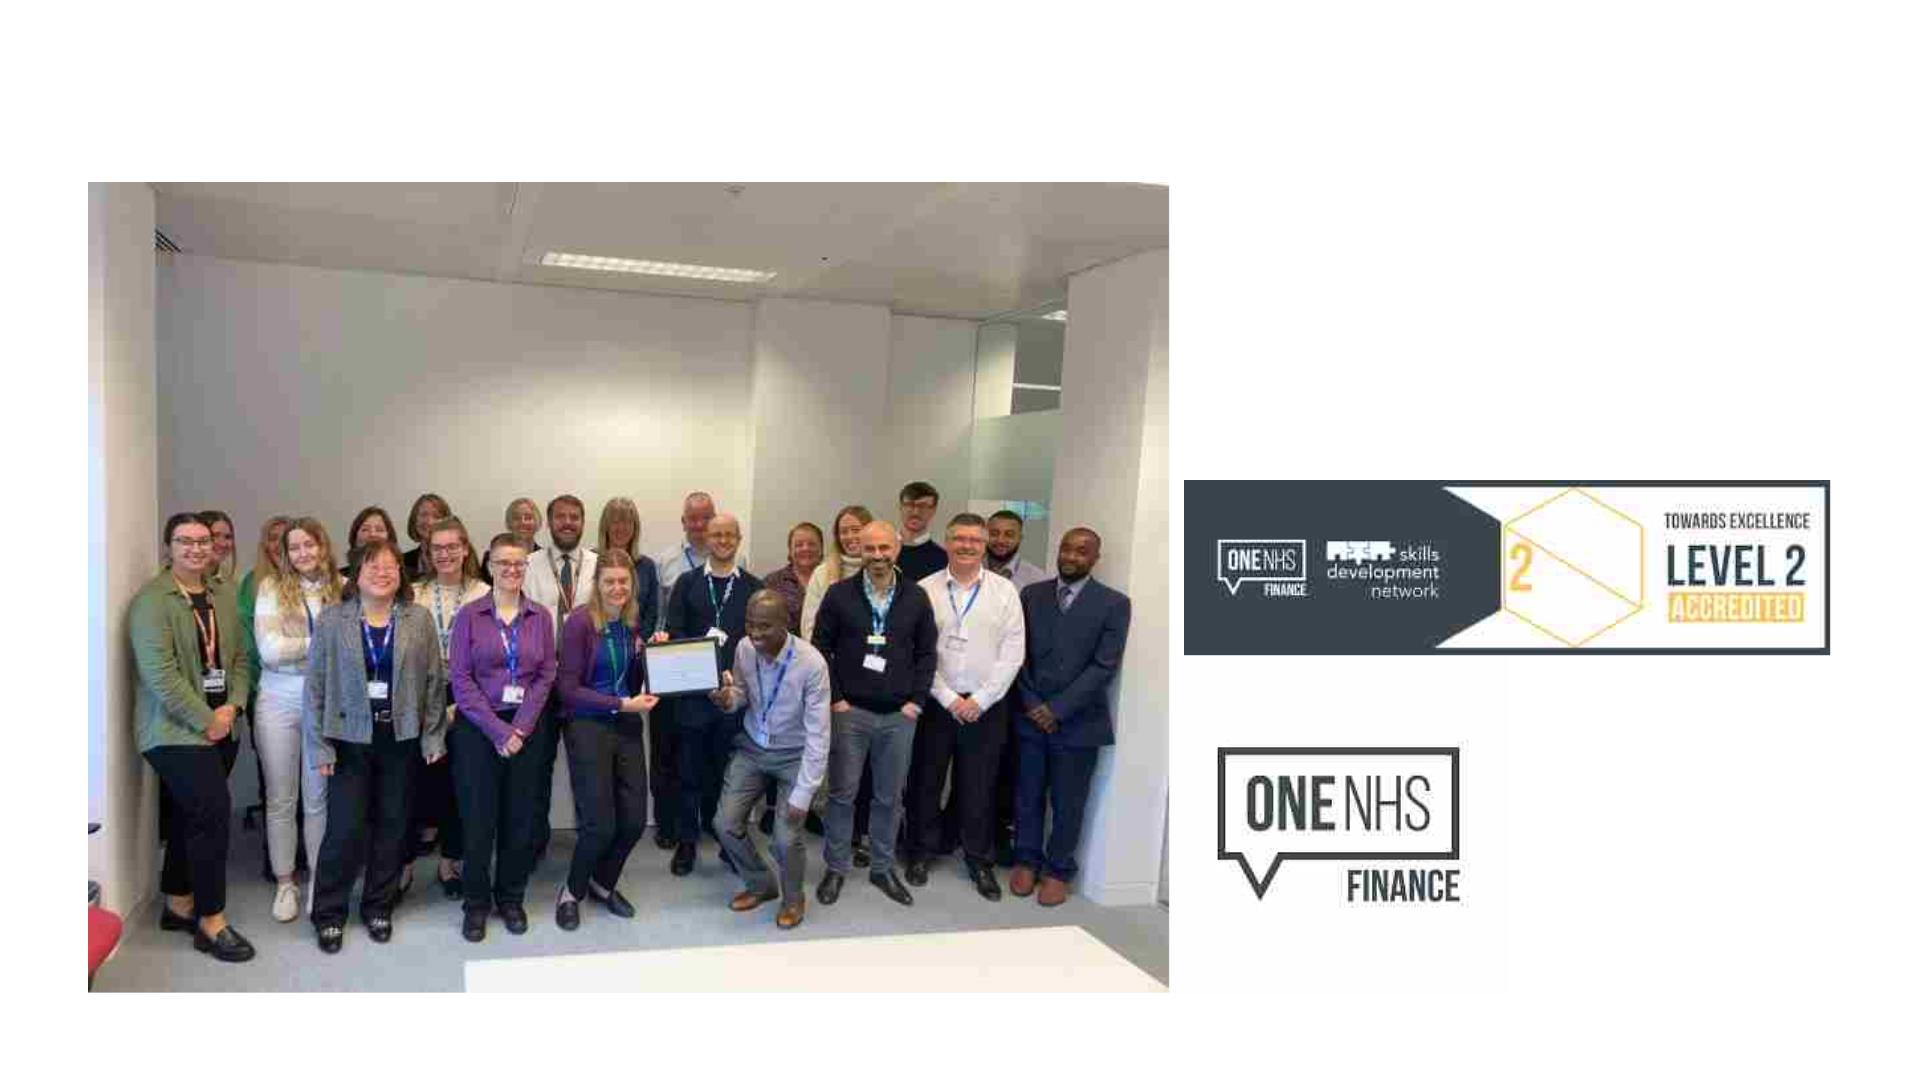 ONE NHS
FINANCE
skills
development
network
2
TOWARDS EXCELLENCE
LEVEL 2
ACCREDITED
ONE NHS
FINANCE